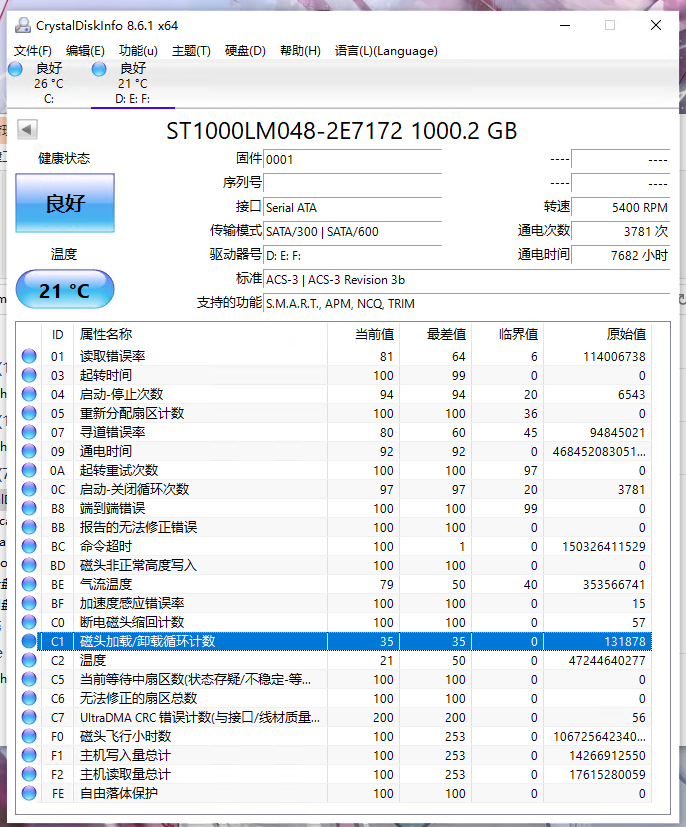 CrystalDiskInfo 8.6.1 x64
文件(F) 编辑(E) 功能(u) 主题(T) 硬盘(D) 帮助(H) 语言(L)(Language)
良好 良好
26 °C 21 °C
C: D: E: F:
ST1000LM048-2E7172 1000.2 GB
健康状态
良好
温度
21 °C
固件 0001 ---- ----
序列号 ---- ----
接口 Serial ATA 转速 5400 RPM
传输模式 SATA/300 | SATA/600 通电次数 3781 次
驱动器号 D: E: F: 通电时间 7682 小时
标准 ACS-3 | ACS-3 Revision 3b
支持的功能 S.M.A.R.T., APM, NCQ, TRIM
ID 属性名称 当前值 最差值 临界值 原始值
01 读取错误率 81 64 6 114006738
03 起转时间 100 99 0 0
04 启动-停止次数 94 94 20 6543
05 重新分配扇区计数 100 100 36 0
07 寻道错误率 80 60 45 94845021
09 通电时间 92 92 0 468452083051...
0A 起转重试次数 100 100 97 0
0C 启动-关闭循环次数 97 97 20 3781
B8 端到端错误 100 100 99 0
BB 报告的无法修正错误 100 100 0 0
BC 命令超时 100 1 0 150326411529
BD 磁头非正常高度写入 100 100 0 0
BE 气流温度 79 50 40 353566741
BF 加速度感应错误率 100 100 0 15
C0 断电磁头缩回计数 100 100 0 57
C1 磁头加载/卸载循环计数 35 35 0 131878
C2 温度 21 50 0 47244640277
C5 当前等待中扇区数(状态存疑/不稳定-等... 100 100 0 0
C6 无法修正的扇区总数 100 100 0 0
C7 UltraDMA CRC 错误计数(与接口/线材质量... 200 200 0 56
F0 磁头飞行小时数 100 253 0 106725642340...
F1 主机写入量总计 100 253 0 14266912550
F2 主机读取量总计 100 253 0 17615280059
FE 自由落体保护 100 100 0 0